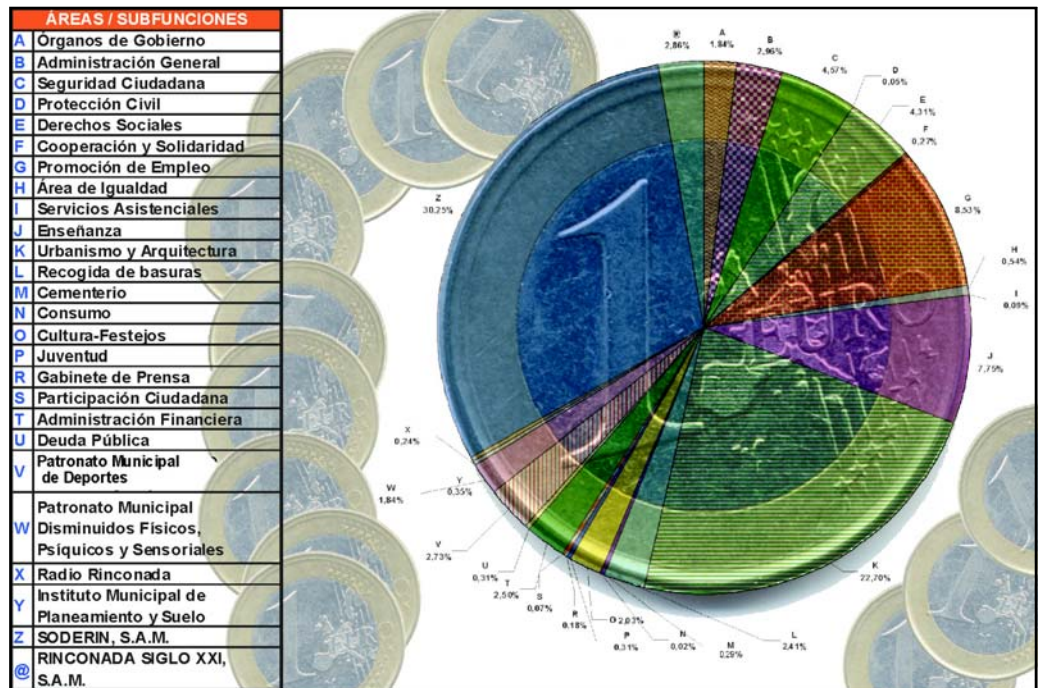 ÁREAS / SUBFUNCIONES
A Órganos de Gobierno
B Administración General
C Seguridad Ciudadana
D Protección Civil
E Derechos Sociales
F Cooperación y Solidaridad
G Promoción de Empleo
H Área de Igualdad
I Servicios Asistenciales
J Enseñanza
K Urbanismo y Arquitectura
L Recogida de basuras
M Cementerio
N Consumo
O Cultura-Festejos
P Juventud
R Gabinete de Prensa
S Participación Ciudadana
T Administración Financiera
U Deuda Pública
V Patronato Municipal
de Deportes
W Patronato Municipal
Disminuidos Físicos,
Psíquicos y Sensoriales
X Radio Rinconada
Y Instituto Municipal de
Planeamiento y Suelo
Z SODERIN, S.A.M.
@ RINCONADA SIGLO XXI,
S.A.M.
@
2,86%
A
1,84%
B
2,96%
C
4,57%
D
0,05%
E
4,31%
F
0,27%
G
8,53%
H
0,54%
I
0,09%
J
7,75%
K
22,70%
L
2,41%
M
0,29%
N
0,02%
O 2,03%
P
0,31%
R
0,18%
S
0,07%
T
2,50%
U
0,31%
V
2,73%
W
1,84%
Y
0,35%
X
0,24%
Z
30,25%